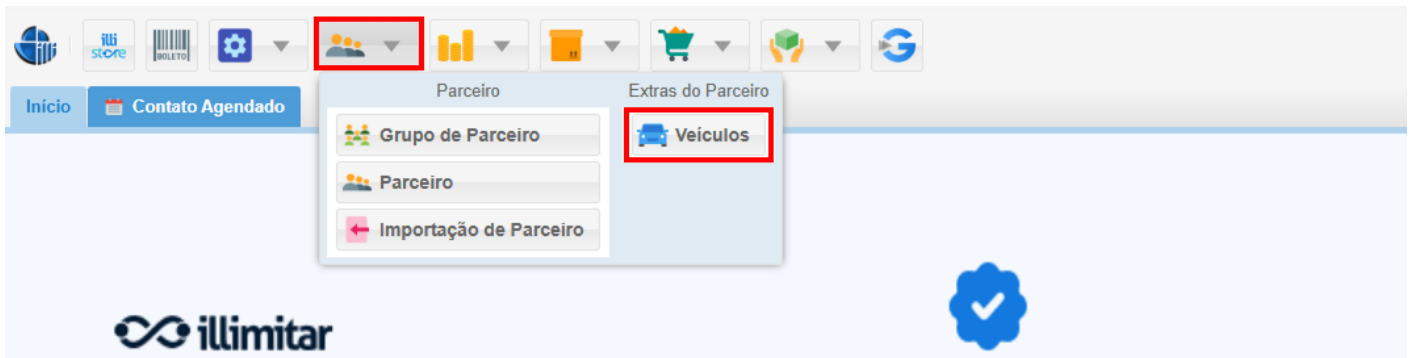 illi
store
BOLETO
Parceiro
Extras do Parceiro
Início
Contato Agendado
Grupo de Parceiro
Veículos
Parceiro
Importação de Parceiro
illimitar